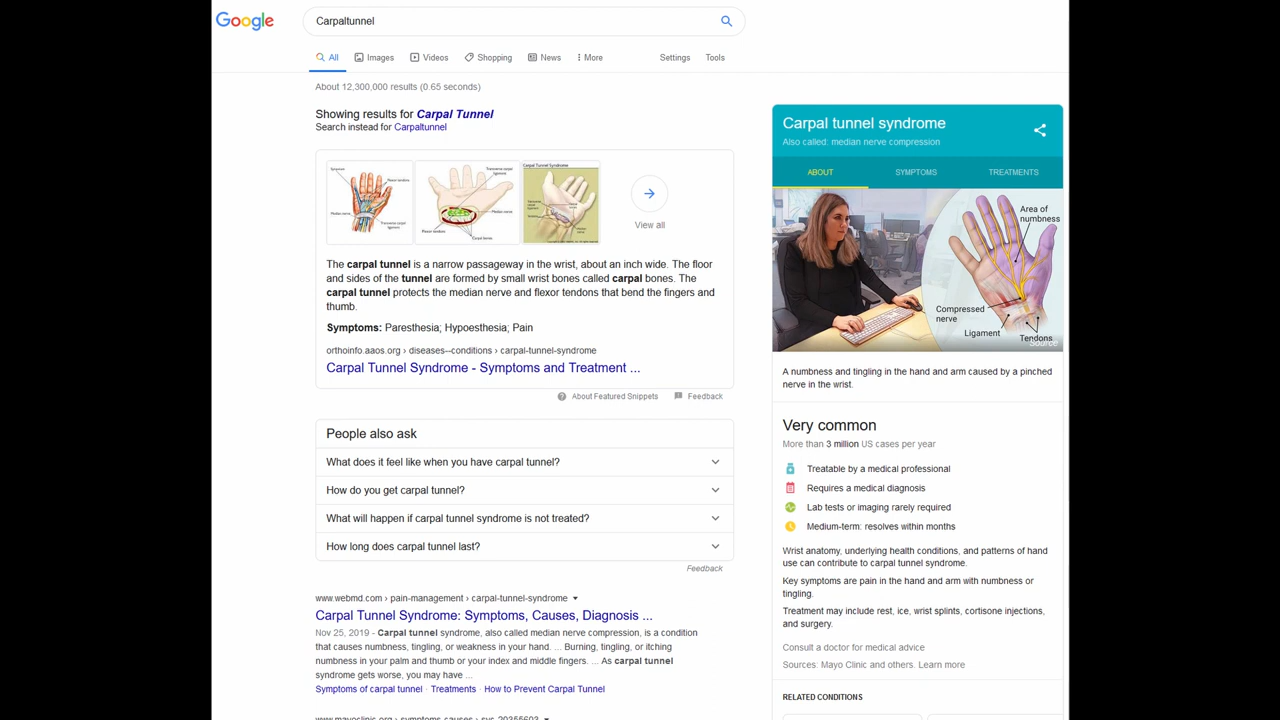 Google
Carpaltunnel
All
Images
Videos
Shopping
News
More
Settings
Tools
About 12,300,000 results (0.65 seconds)
Showing results for Carpal Tunnel
Search instead for Carpaltunnel
Carpal Tunnel Syndrome
View all
The carpal tunnel is a narrow passageway in the wrist, about an inch wide. The floor
and sides of the tunnel are formed by small wrist bones called carpal bones. The
carpal tunnel protects the median nerve and flexor tendons that bend the fingers and
thumb.
Symptoms: Paresthesia; Hypoesthesia; Pain
orthoinfo.aaos.org › diseases--conditions › carpal-tunnel-syndrome
Carpal Tunnel Syndrome - Symptoms and Treatment ...
About Featured Snippets
Feedback
People also ask
What does it feel like when you have carpal tunnel?
How do you get carpal tunnel?
What will happen if carpal tunnel syndrome is not treated?
How long does carpal tunnel last?
Feedback
www.webmd.com › pain-management › carpal-tunnel-syndrome
Carpal Tunnel Syndrome: Symptoms, Causes, Diagnosis ...
Nov 25, 2019 - Carpal tunnel syndrome, also called median nerve compression, is a condition
that causes numbness, tingling, or weakness in your hand. ... Burning, tingling, or itching
numbness in your palm and thumb or your index and middle fingers. ... As carpal tunnel
syndrome gets worse, you may have ...
Symptoms of carpal tunnel · Treatments · How to Prevent Carpal Tunnel
www.mayoclinic.org › symptoms-causes › syc-20355603
Carpal tunnel syndrome
Also called: median nerve compression
ABOUT
SYMPTOMS
TREATMENTS
Area of
numbness
Compressed
nerve
Ligament
Tendons
Source
A numbness and tingling in the hand and arm caused by a pinched
nerve in the wrist.
Very common
More than 3 million US cases per year
Treatable by a medical professional
Requires a medical diagnosis
Lab tests or imaging rarely required
Medium-term: resolves within months
Wrist anatomy, underlying health conditions, and patterns of hand
use can contribute to carpal tunnel syndrome.
Key symptoms are pain in the hand and arm with numbness or
tingling.
Treatment may include rest, ice, wrist splints, cortisone injections,
and surgery.
Consult a doctor for medical advice
Sources: Mayo Clinic and others. Learn more
RELATED CONDITIONS